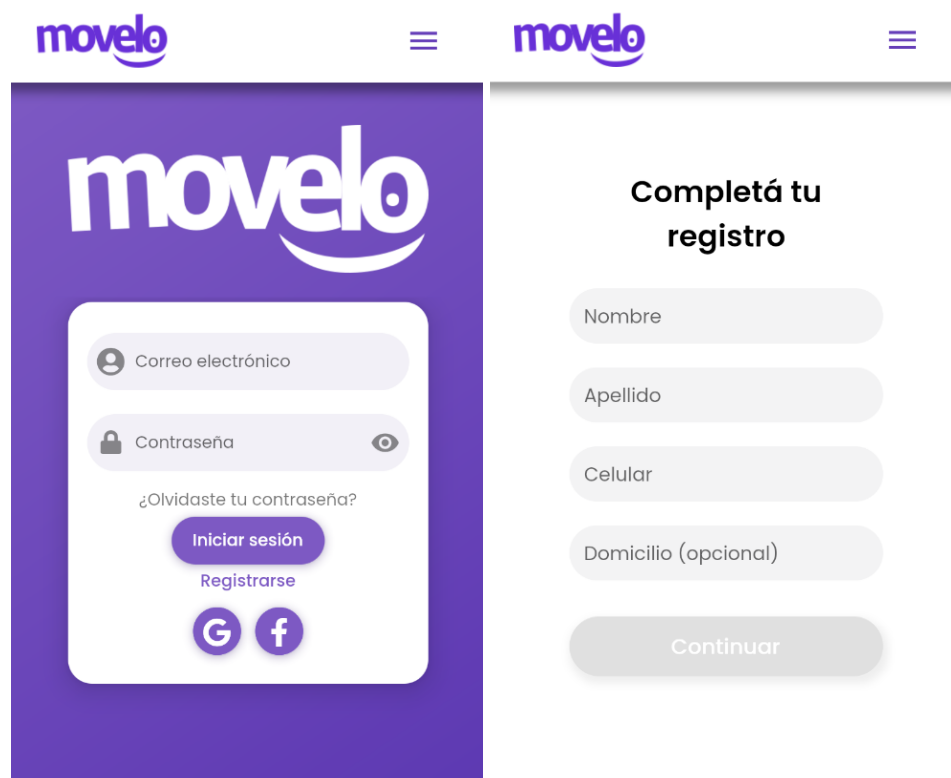 movelo
movelo
Correo electrónico
Contraseña
¿Olvidaste tu contraseña?
Iniciar sesión
Registrarse
G f
movelo
Completá tu
registro
Nombre
Apellido
Celular
Domicilio (opcional)
Continuar